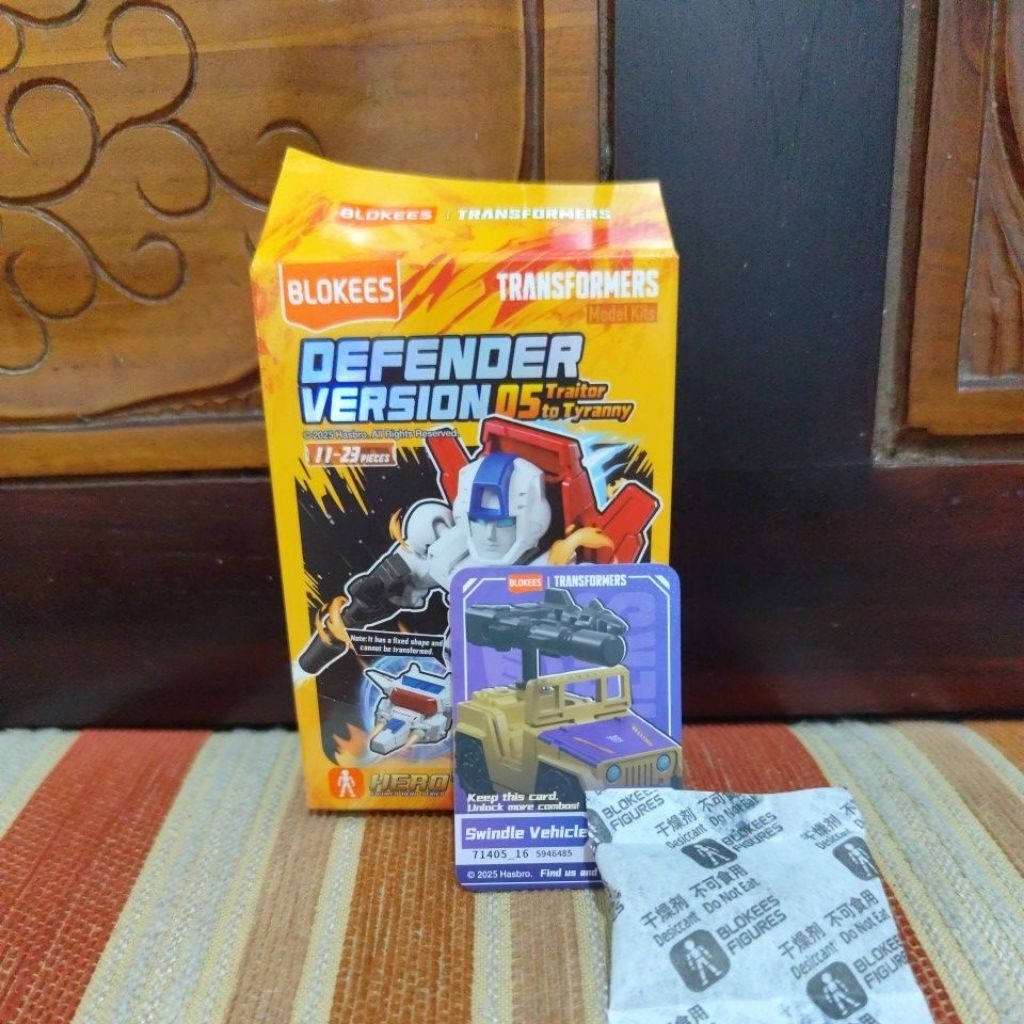 BLOKEES | TRANSFORMERS
BLOKEES
TRANSFORMERS
Model Kits
DEFENDER
VERSION 05 Traitor
to Tyranny
©2025 Hasbro. All Rights Reserved.
11-23 PIECES
Note: It has a fixed shape and
cannot be transformed.
HERO
BLOKEES | TRANSFORMERS
Keep this card.
Unlock more combos!
Swindle Vehicle
71405_16 5946485
© 2025 Hasbro. Find us and
BLOKEES
FIGURES
干燥剂 不可食用
Desiccant Do Not Eat
BLOKEES
FIGURES
干燥剂 不可食用
Desiccant Do Not Eat
BLOKEES
FIGURES
干燥剂 不可食用
Desiccant Do Not Eat
BLOKEES
FIGURES